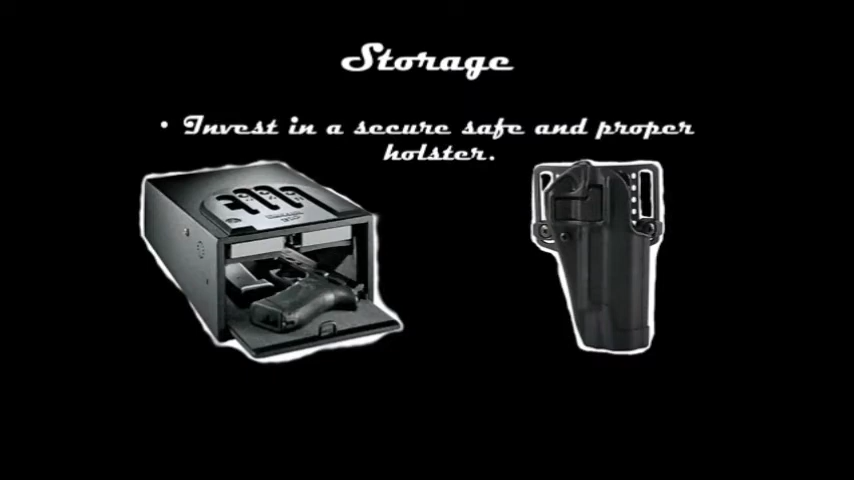 Storage
• Invest in a secure safe and proper
holster.